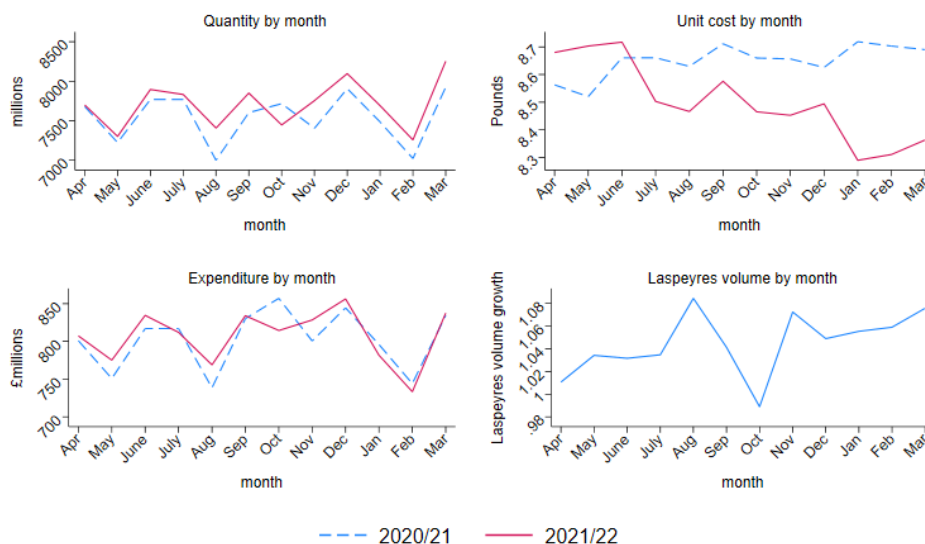 Quantity by month
millions
8500
8000
7500
7000
Apr May June July Aug Sep Oct Nov Dec Jan Feb Mar
month
Unit cost by month
Pounds
8.7
8.6
8.5
8.4
8.3
Apr May June July Aug Sep Oct Nov Dec Jan Feb Mar
month
Expenditure by month
£millions
850
800
750
700
Apr May June July Aug Sep Oct Nov Dec Jan Feb Mar
month
Laspeyres volume by month
Laspeyres volume growth
1.08
1.06
1.04
1.02
1
.98
Apr May June July Aug Sep Oct Nov Dec Jan Feb Mar
month
2020/21 2021/22